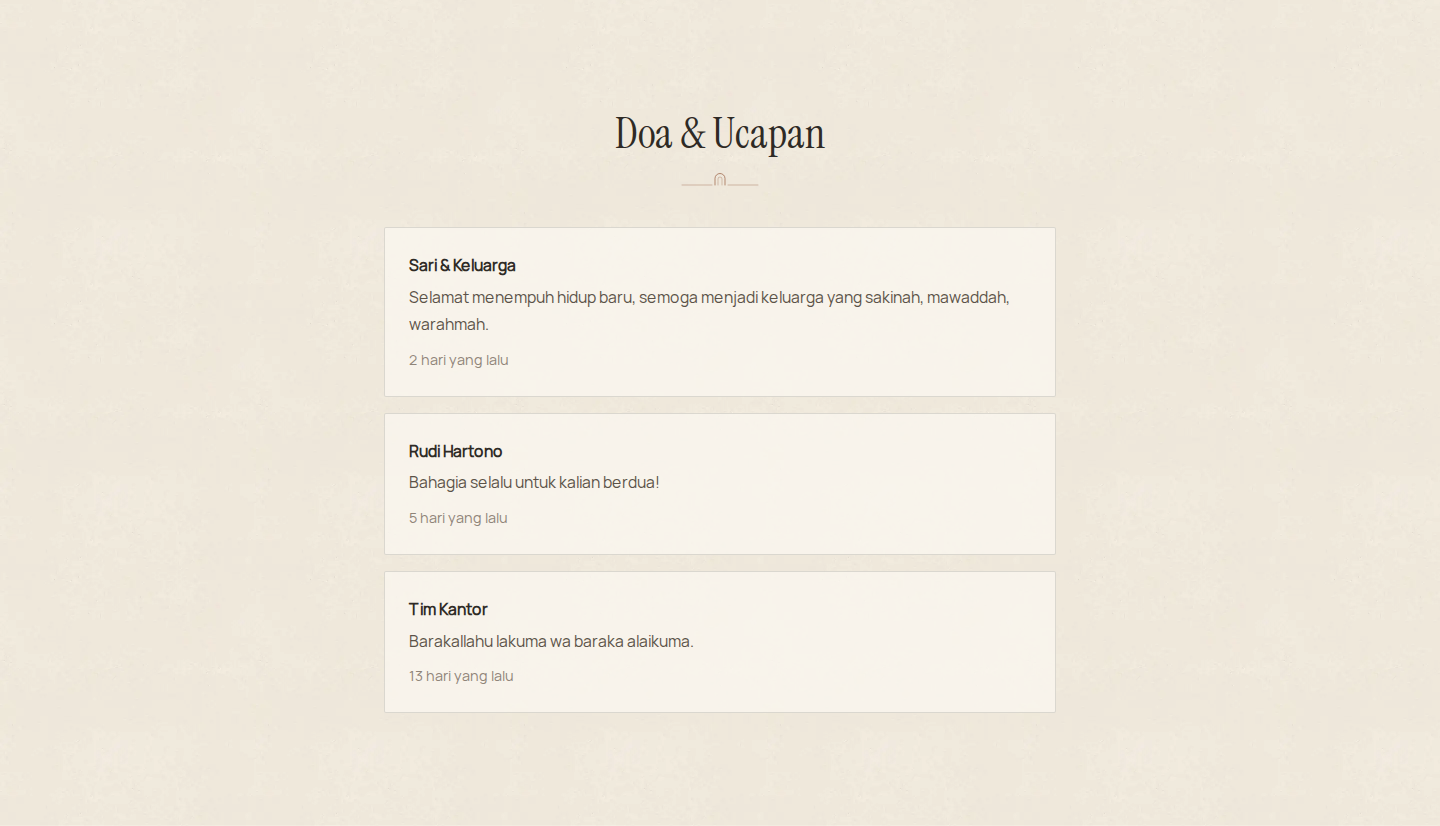 Doa & Ucapan
Sari & Keluarga
Selamat menempuh hidup baru, semoga menjadi keluarga yang sakinah, mawaddah,
warahmah.
2 hari yang lalu
Rudi Hartono
Bahagia selalu untuk kalian berdua!
5 hari yang lalu
Tim Kantor
Barakallahu lakuma wa baraka alaikuma.
13 hari yang lalu